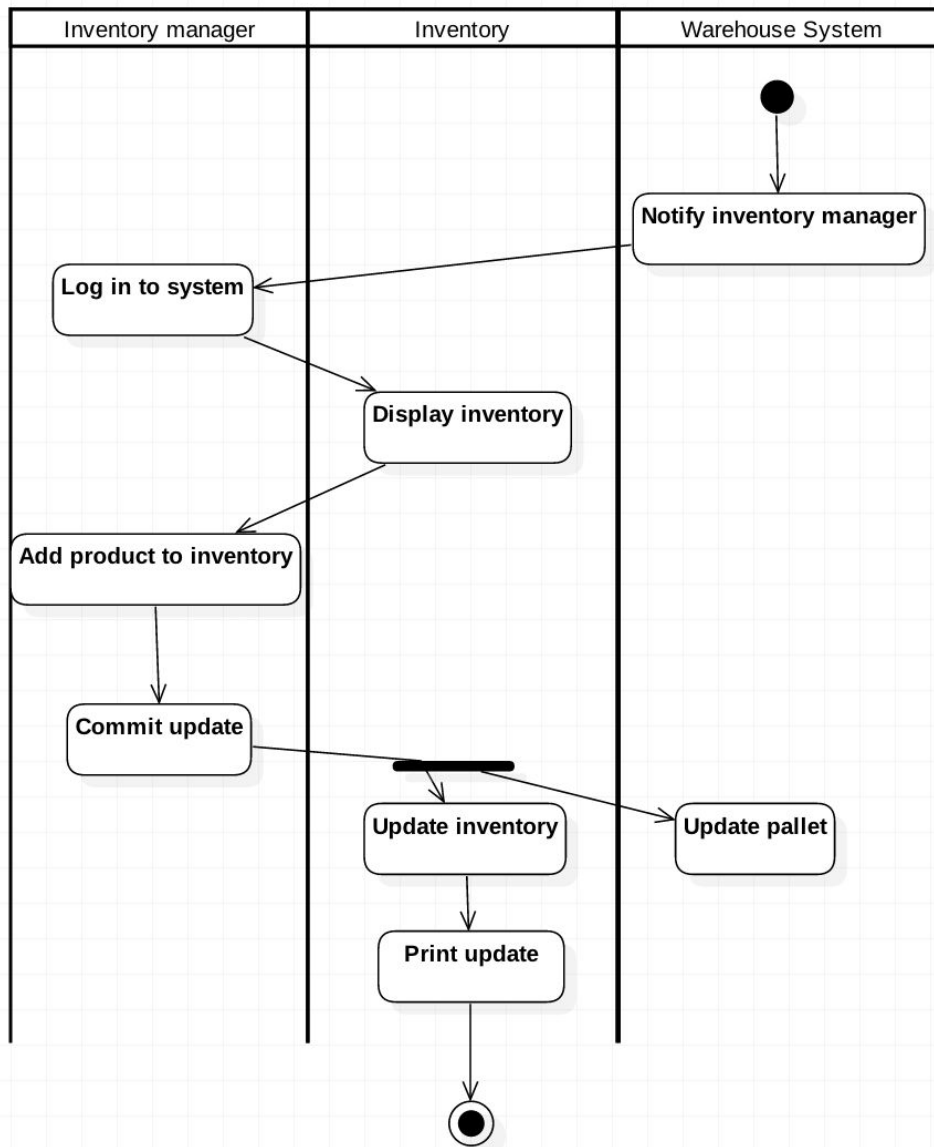 Inventory manager
Inventory
Warehouse System
Notify inventory manager
Log in to system
Display inventory
Add product to inventory
Commit update
Update inventory
Update pallet
Print update